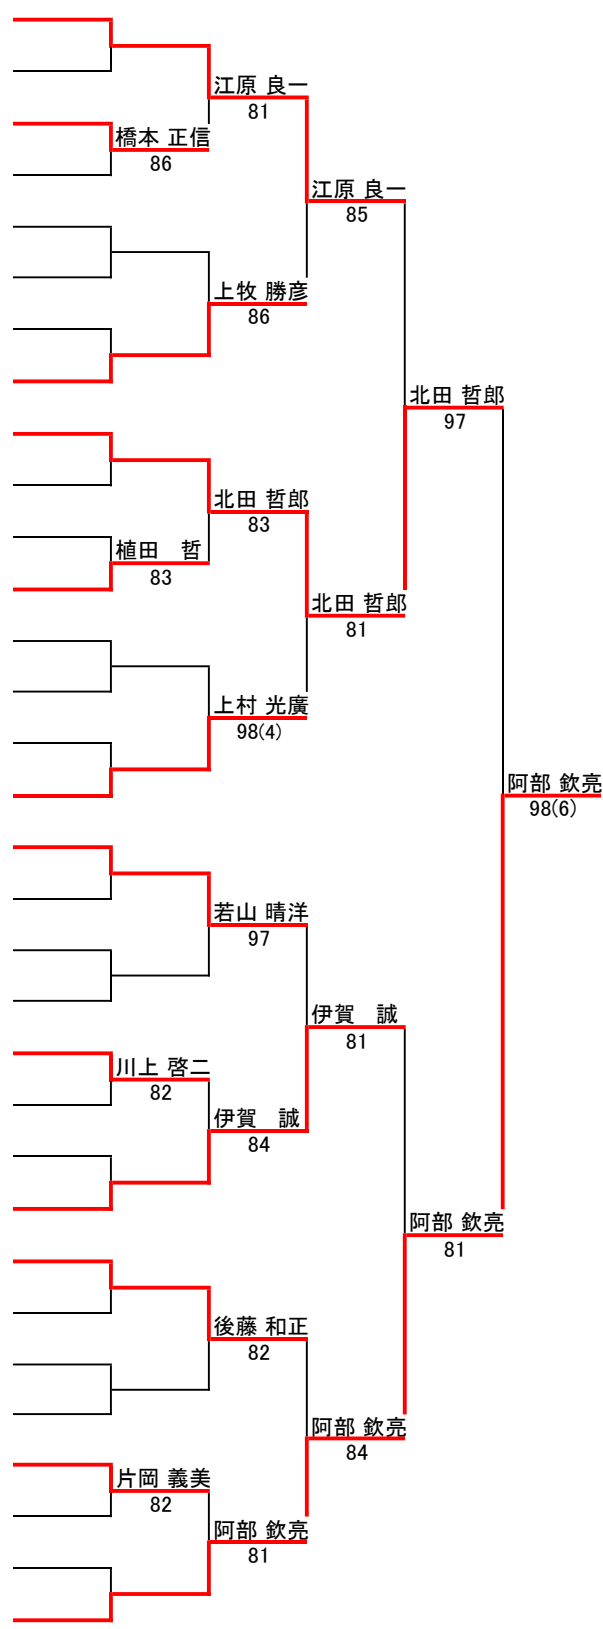 江原 良一
81
橋本 正信
86
江原 良一
85
上牧 勝彦
86
北田 哲郎
97
北田 哲郎
83
植田　哲
83
北田 哲郎
81
上村 光廣
98(4)
阿部 欽亮
98(6)
若山 晴洋
97
伊賀　誠
81
川上 啓二
82
伊賀　誠
84
阿部 欽亮
81
後藤 和正
82
阿部 欽亮
84
片岡 義美
82
阿部 欽亮
81